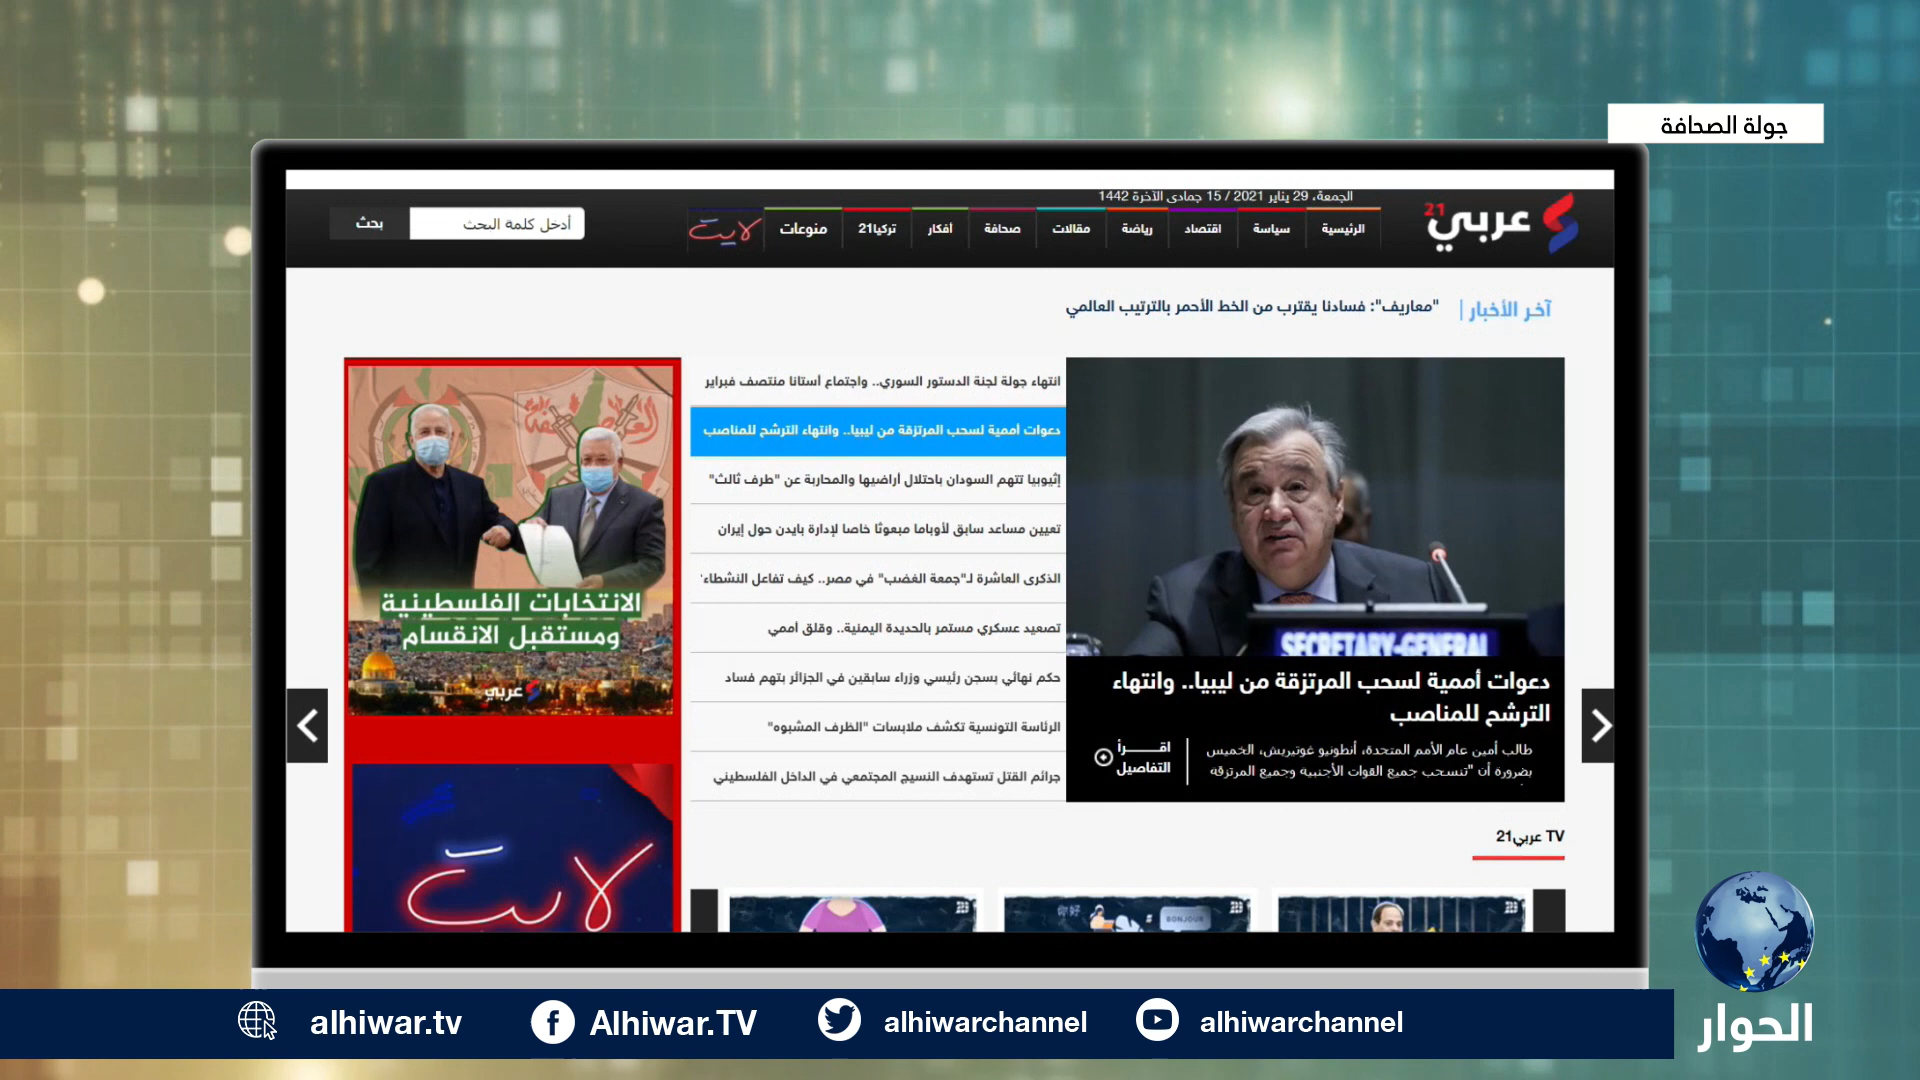 جولة الصحافة
الجمعة، 29 يناير 2021 / 15 جمادى الآخرة 1442
عربي21
الرئيسية
سياسة
اقتصاد
رياضة
مقالات
صحافة
أفكار
تركيا21
منوعات
لايت
أدخل كلمة البحث
بحث
آخر الأخبار |
"معاريف": فسادنا يقترب من الخط الأحمر بالترتيب العالمي
SECRETARY-GENERAL
دعوات أممية لسحب المرتزقة من ليبيا.. وانتهاء
الترشح للمناصب
طالب أمين عام الأمم المتحدة، أنطونيو غوتيريش، الخميس
بضرورة أن "تنسحب جميع القوات الأجنبية وجميع المرتزقة
اقـــرأ
التفاصيل
انتهاء جولة لجنة الدستور السوري.. واجتماع أستانا منتصف فبراير
دعوات أممية لسحب المرتزقة من ليبيا.. وانتهاء الترشح للمناصب
إثيوبيا تتهم السودان باحتلال أراضيها والمحاربة عن "طرف ثالث"
تعيين مساعد سابق لأوباما مبعوثا خاصا لإدارة بايدن حول إيران
الذكرى العاشرة لـ"جمعة الغضب" في مصر.. كيف تفاعل النشطاء؟
تصعيد عسكري مستمر بالحديدة اليمنية.. وقلق أممي
حكم نهائي بسجن رئيسي وزراء سابقين في الجزائر بتهم فساد
الرئاسة التونسية تكشف ملابسات "الظرف المشبوه"
جرائم القتل تستهدف النسيج المجتمعي في الداخل الفلسطيني
العاصفة
الانتخابات الفلسطينية
ومستقبل الانقسام
عربي
لايت
TV عربي21
你好
BONJOUR
alhiwar.tv
Alhiwar.TV
alhiwarchannel
alhiwarchannel
الحوار